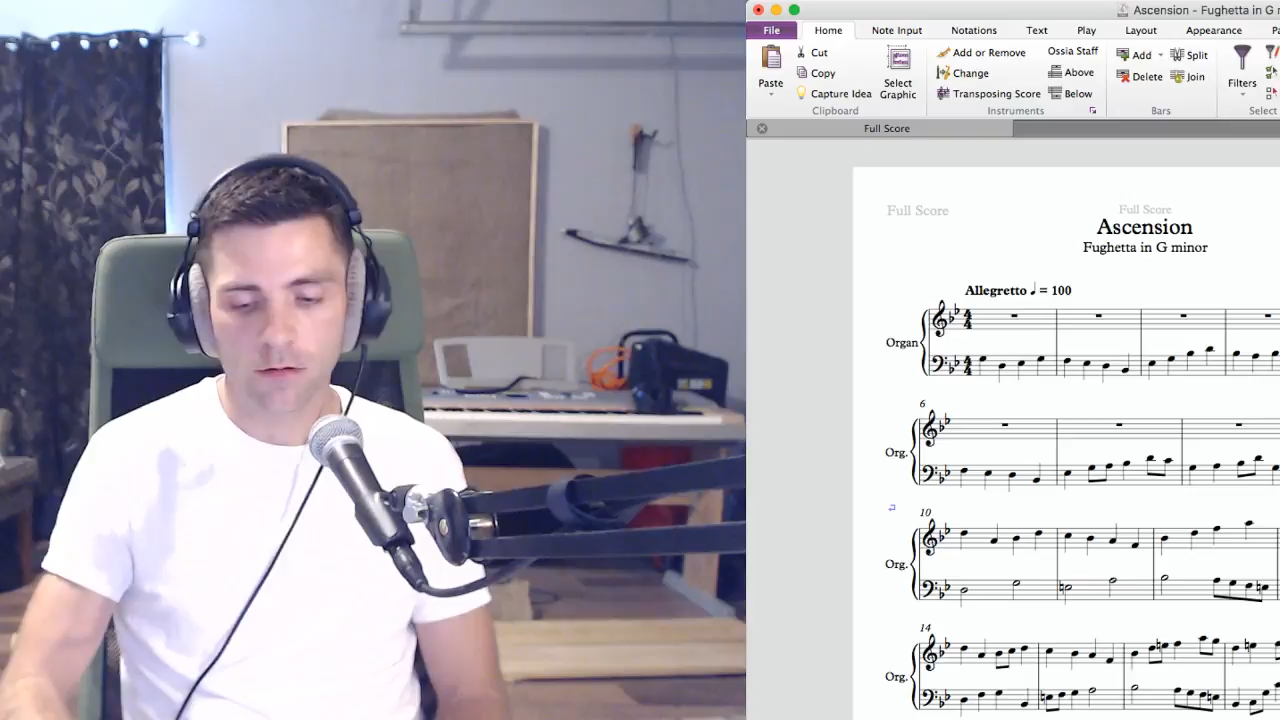 Ascension - Fughetta in G
File Home Note Input Notations Text Play Layout Appearance
Paste Cut Copy Capture Idea Select Graphic
Clipboard
Add or Remove Change Transposing Score Ossia Staff Above Below
Instruments
Add Split Delete Join
Bars
Filters
Select
Full Score
Full Score Full Score
Ascension
Fughetta in G minor
Allegretto ♩ = 100
Organ
6
Org.
10
Org.
14
Org.